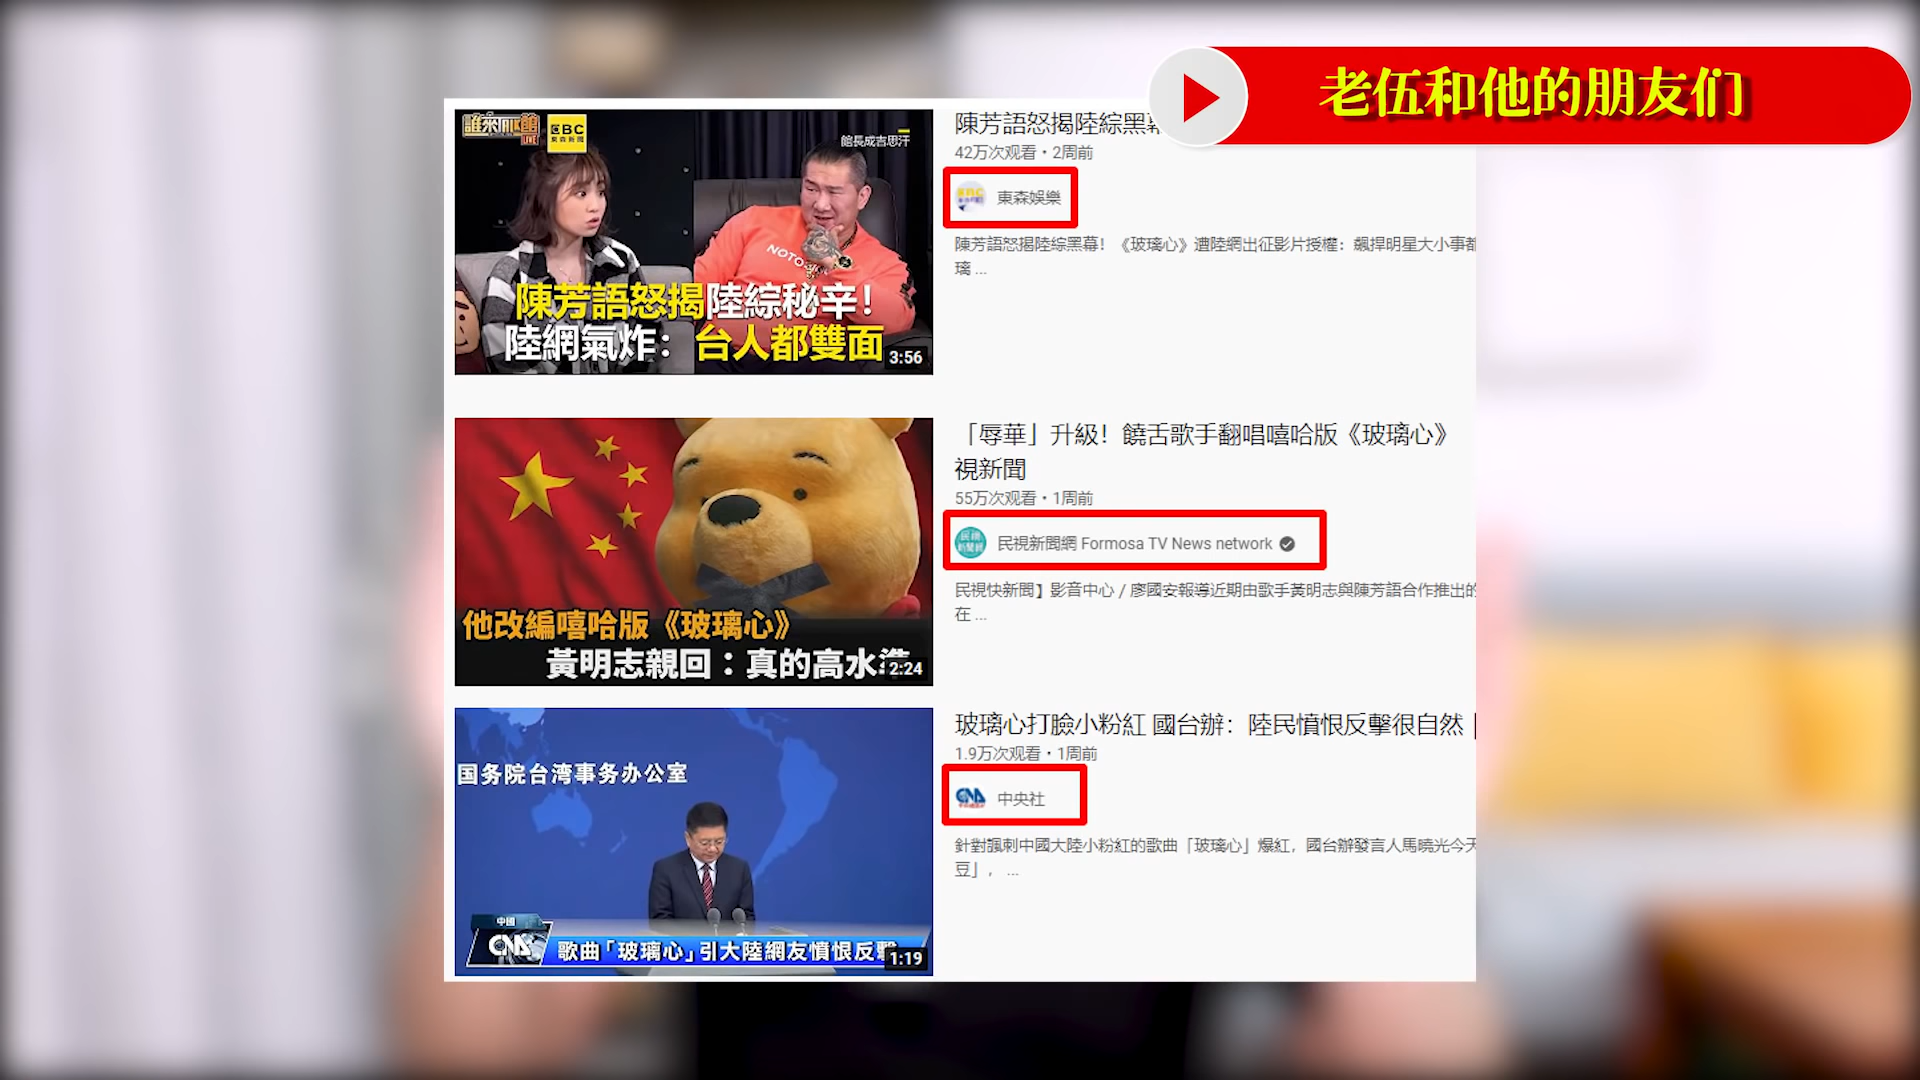 老伍和他的朋友们
誰來
EBC
東森新聞
館長成吉思汗
NOTO
陳芳語怒揭陸綜秘辛！
陸網氣炸：台人都雙面
3:56
陳芳語怒揭陸綜黑
42万次观看・2周前
東森娛樂
陳芳語怒揭陸綜黑幕！《玻璃心》遭陸網出征影片授權：飆捍明星大小事都
璃 ...
他改編嘻哈版《玻璃心》
黃明志親回：真的高水準
2:24
「辱華」升級！饒舌歌手翻唱嘻哈版《玻璃心》
視新聞
55万次观看・1周前
民視新聞網 Formosa TV News network
民視快新聞】影音中心 / 廖國安報導近期由歌手黃明志與陳芳語合作推出的
在 ...
国务院台湾事务办公室
中國
CNA
歌曲「玻璃心」引大陸網友憤恨反擊
1:19
玻璃心打臉小粉紅 國台辦：陸民憤恨反擊很自然｜
1.9万次观看・1周前
CNA
中央社
針對諷刺中國大陸小粉紅的歌曲「玻璃心」爆紅，國台辦發言人馬曉光今天
豆」， ...